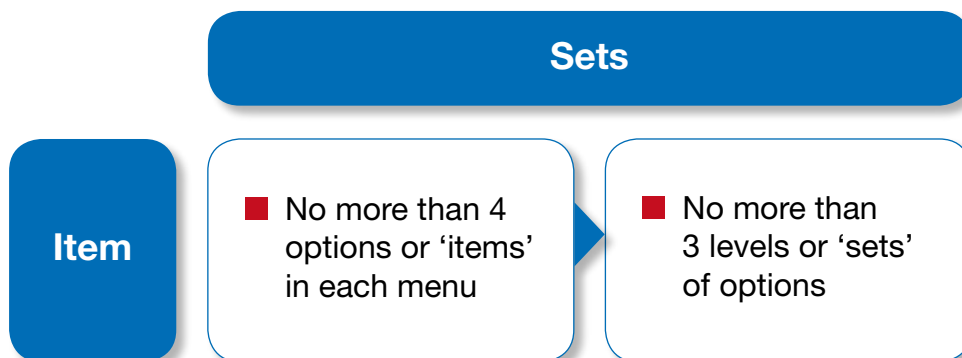 Sets
Item
■ No more than 4
options or ‘items’
in each menu
■ No more than
3 levels or ‘sets’
of options